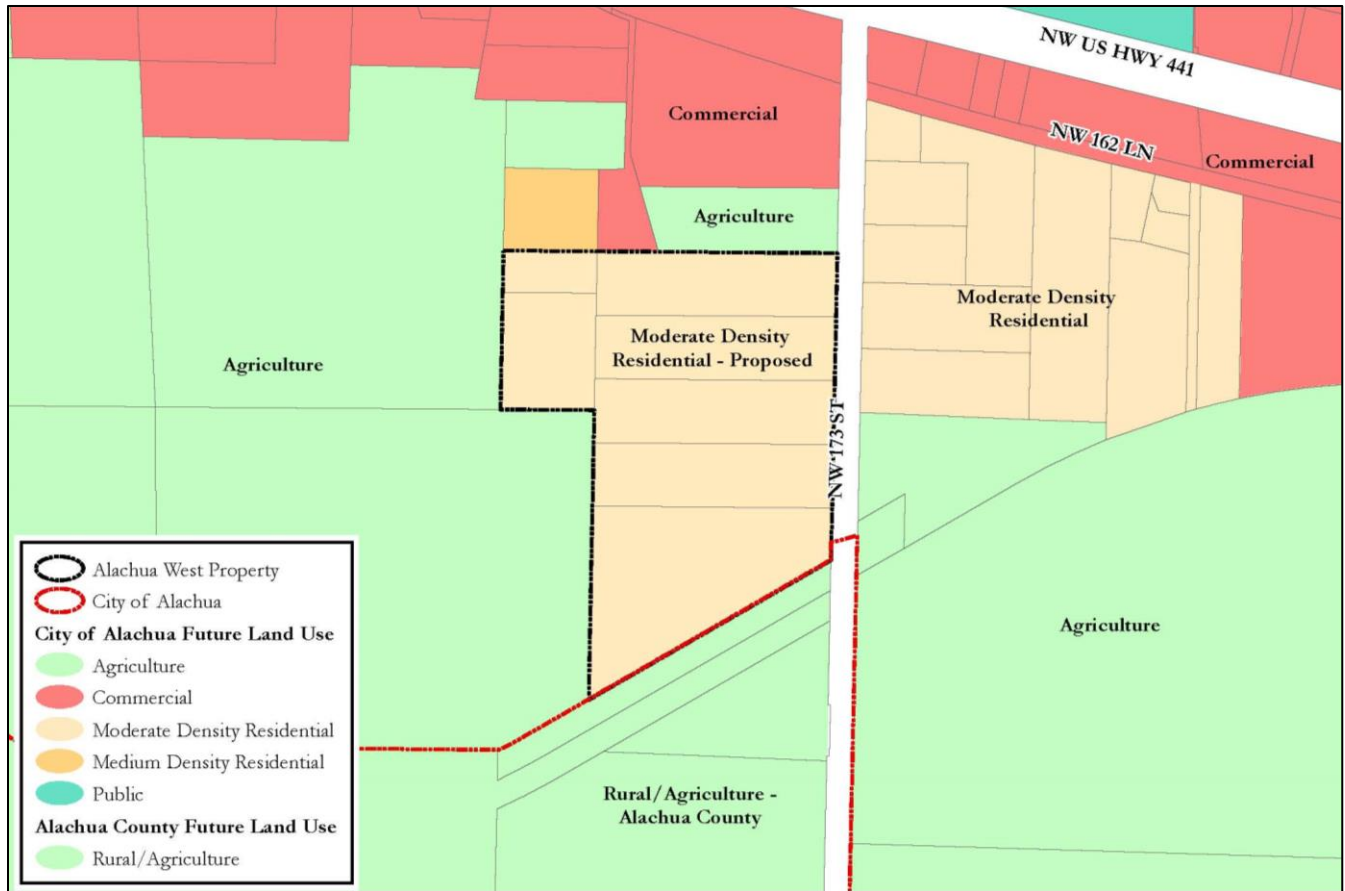 NW US HWY 441
Commercial
NW 162 LN
Commercial
Agriculture
Moderate Density
Residential
Moderate Density
Residential - Proposed
Agriculture
NW 173 ST
Alachua West Property
City of Alachua
City of Alachua Future Land Use
Agriculture
Commercial
Moderate Density Residential
Medium Density Residential
Public
Alachua County Future Land Use
Rural/Agriculture
Agriculture
Rural/Agriculture -
Alachua County